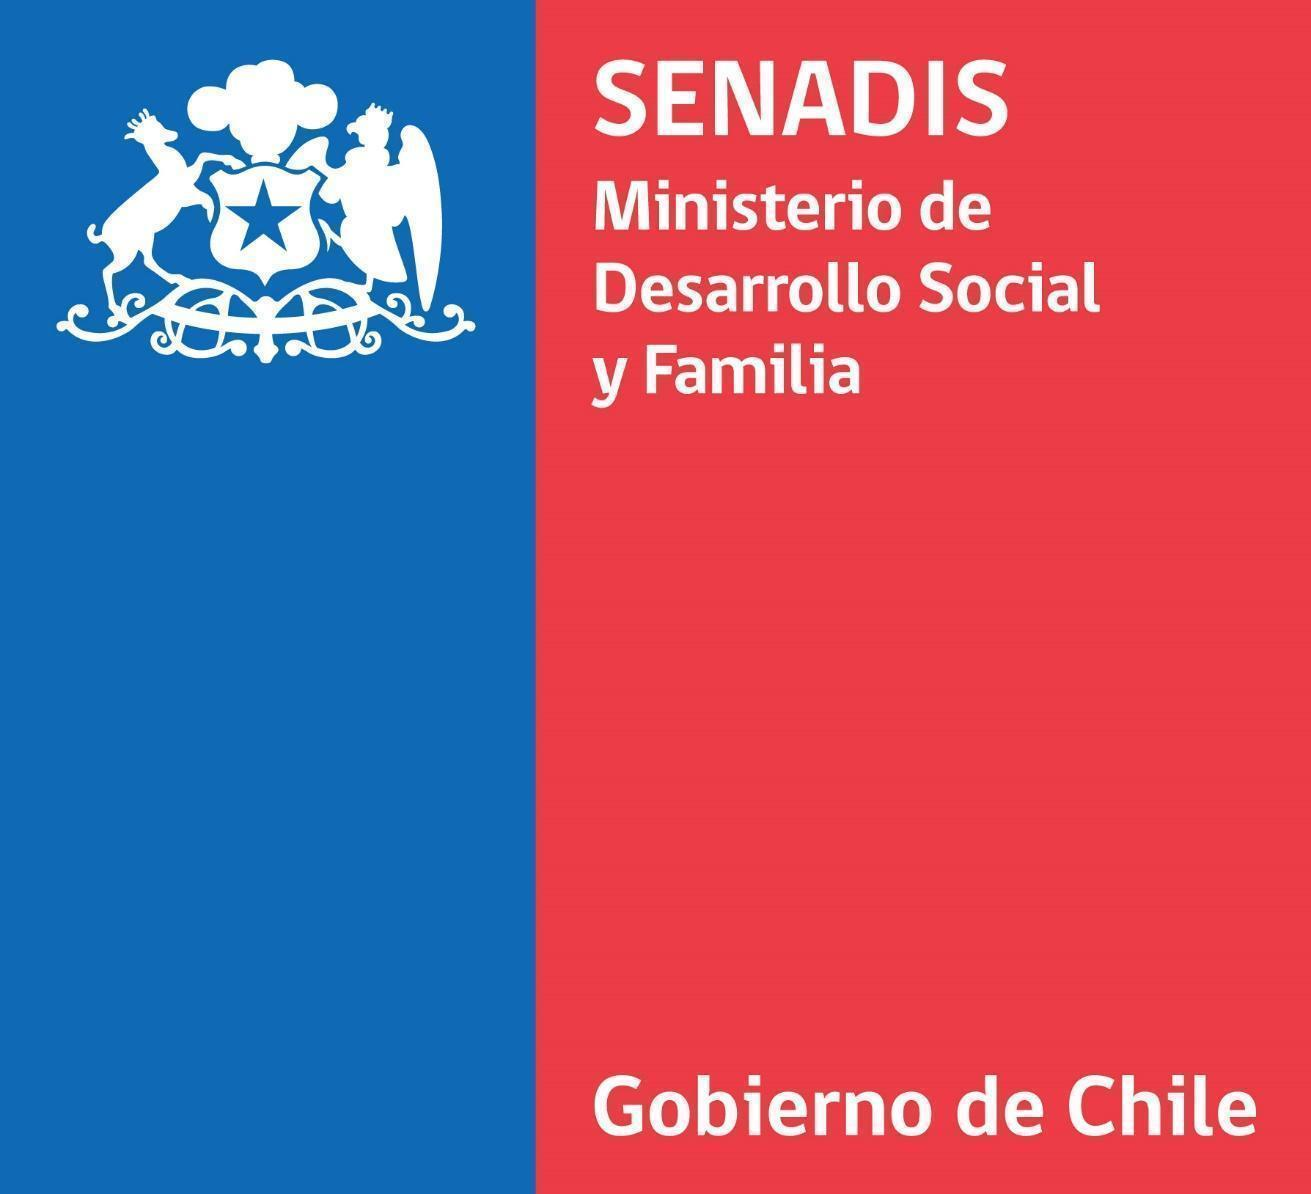 SENADIS
Ministerio de
Desarrollo Social
y Familia
Gobierno de Chile